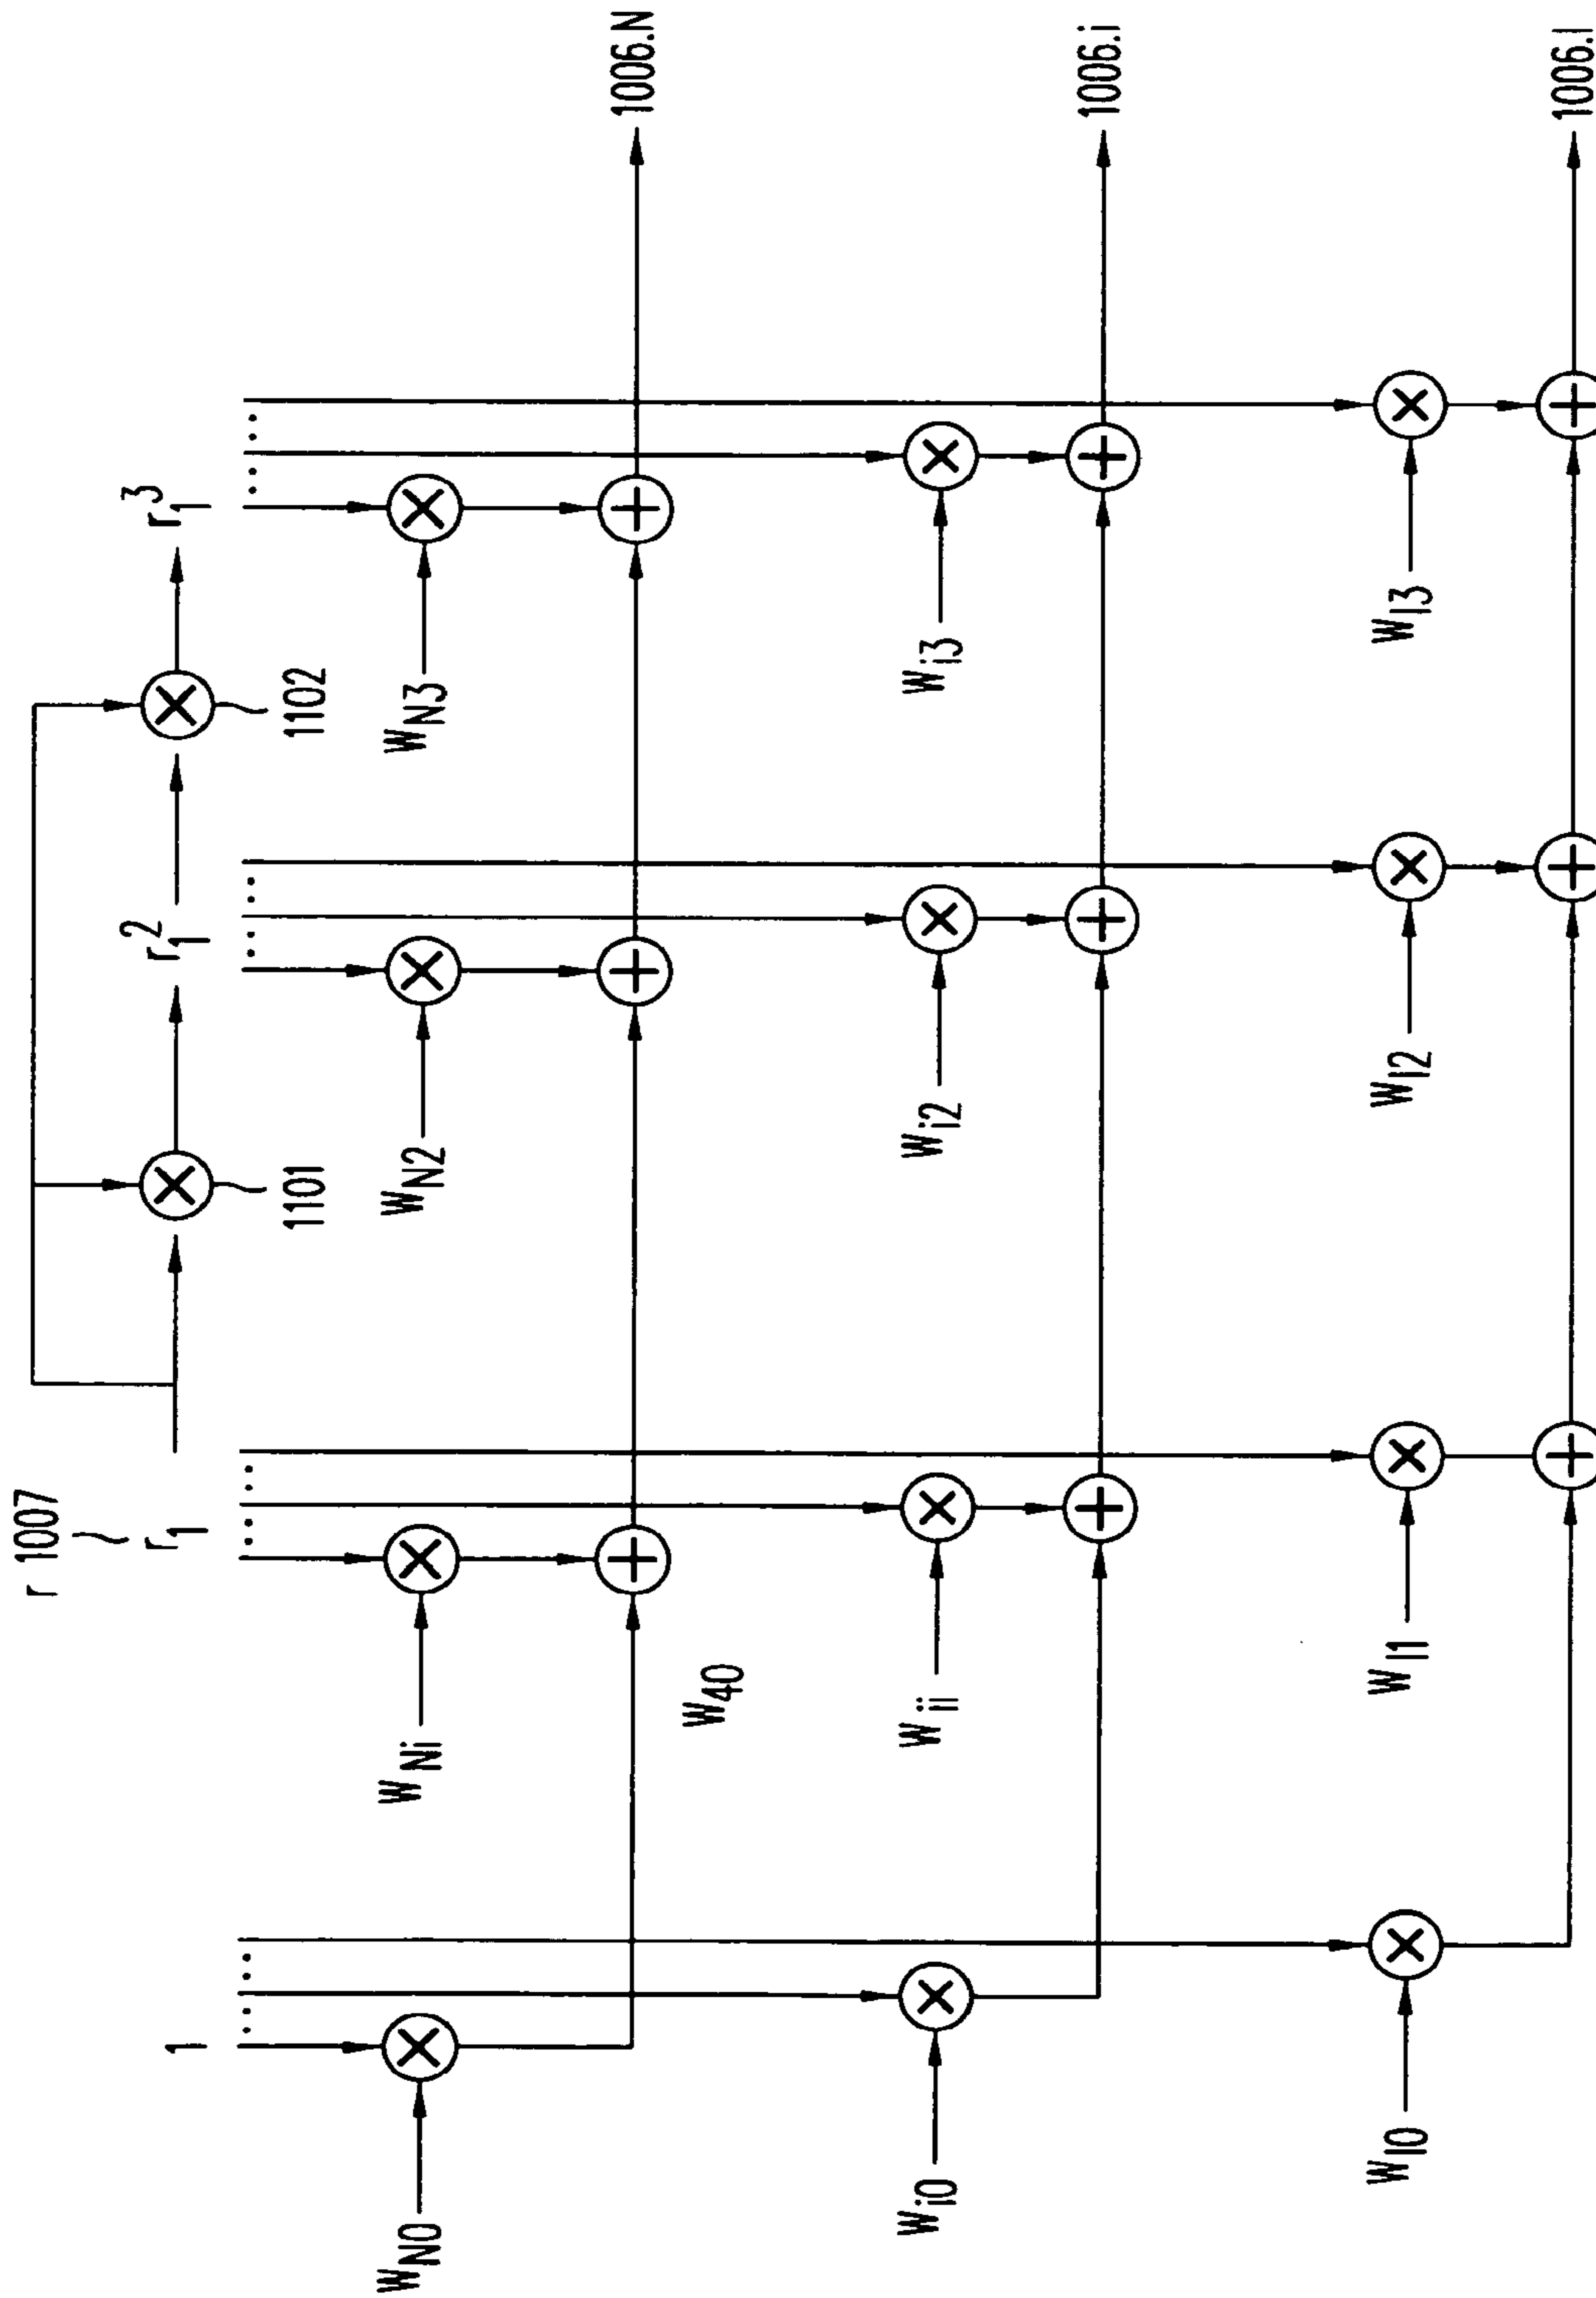 r 1007
1 r₁ r₁² r₁³
1101 1102
W_N0 W_Ni W_N2 W_N3
1006.N
W_40
W_i0 W_ii W_i2 W_i3
1006.i
W_10 W_11 W_12 W_13
1006.1